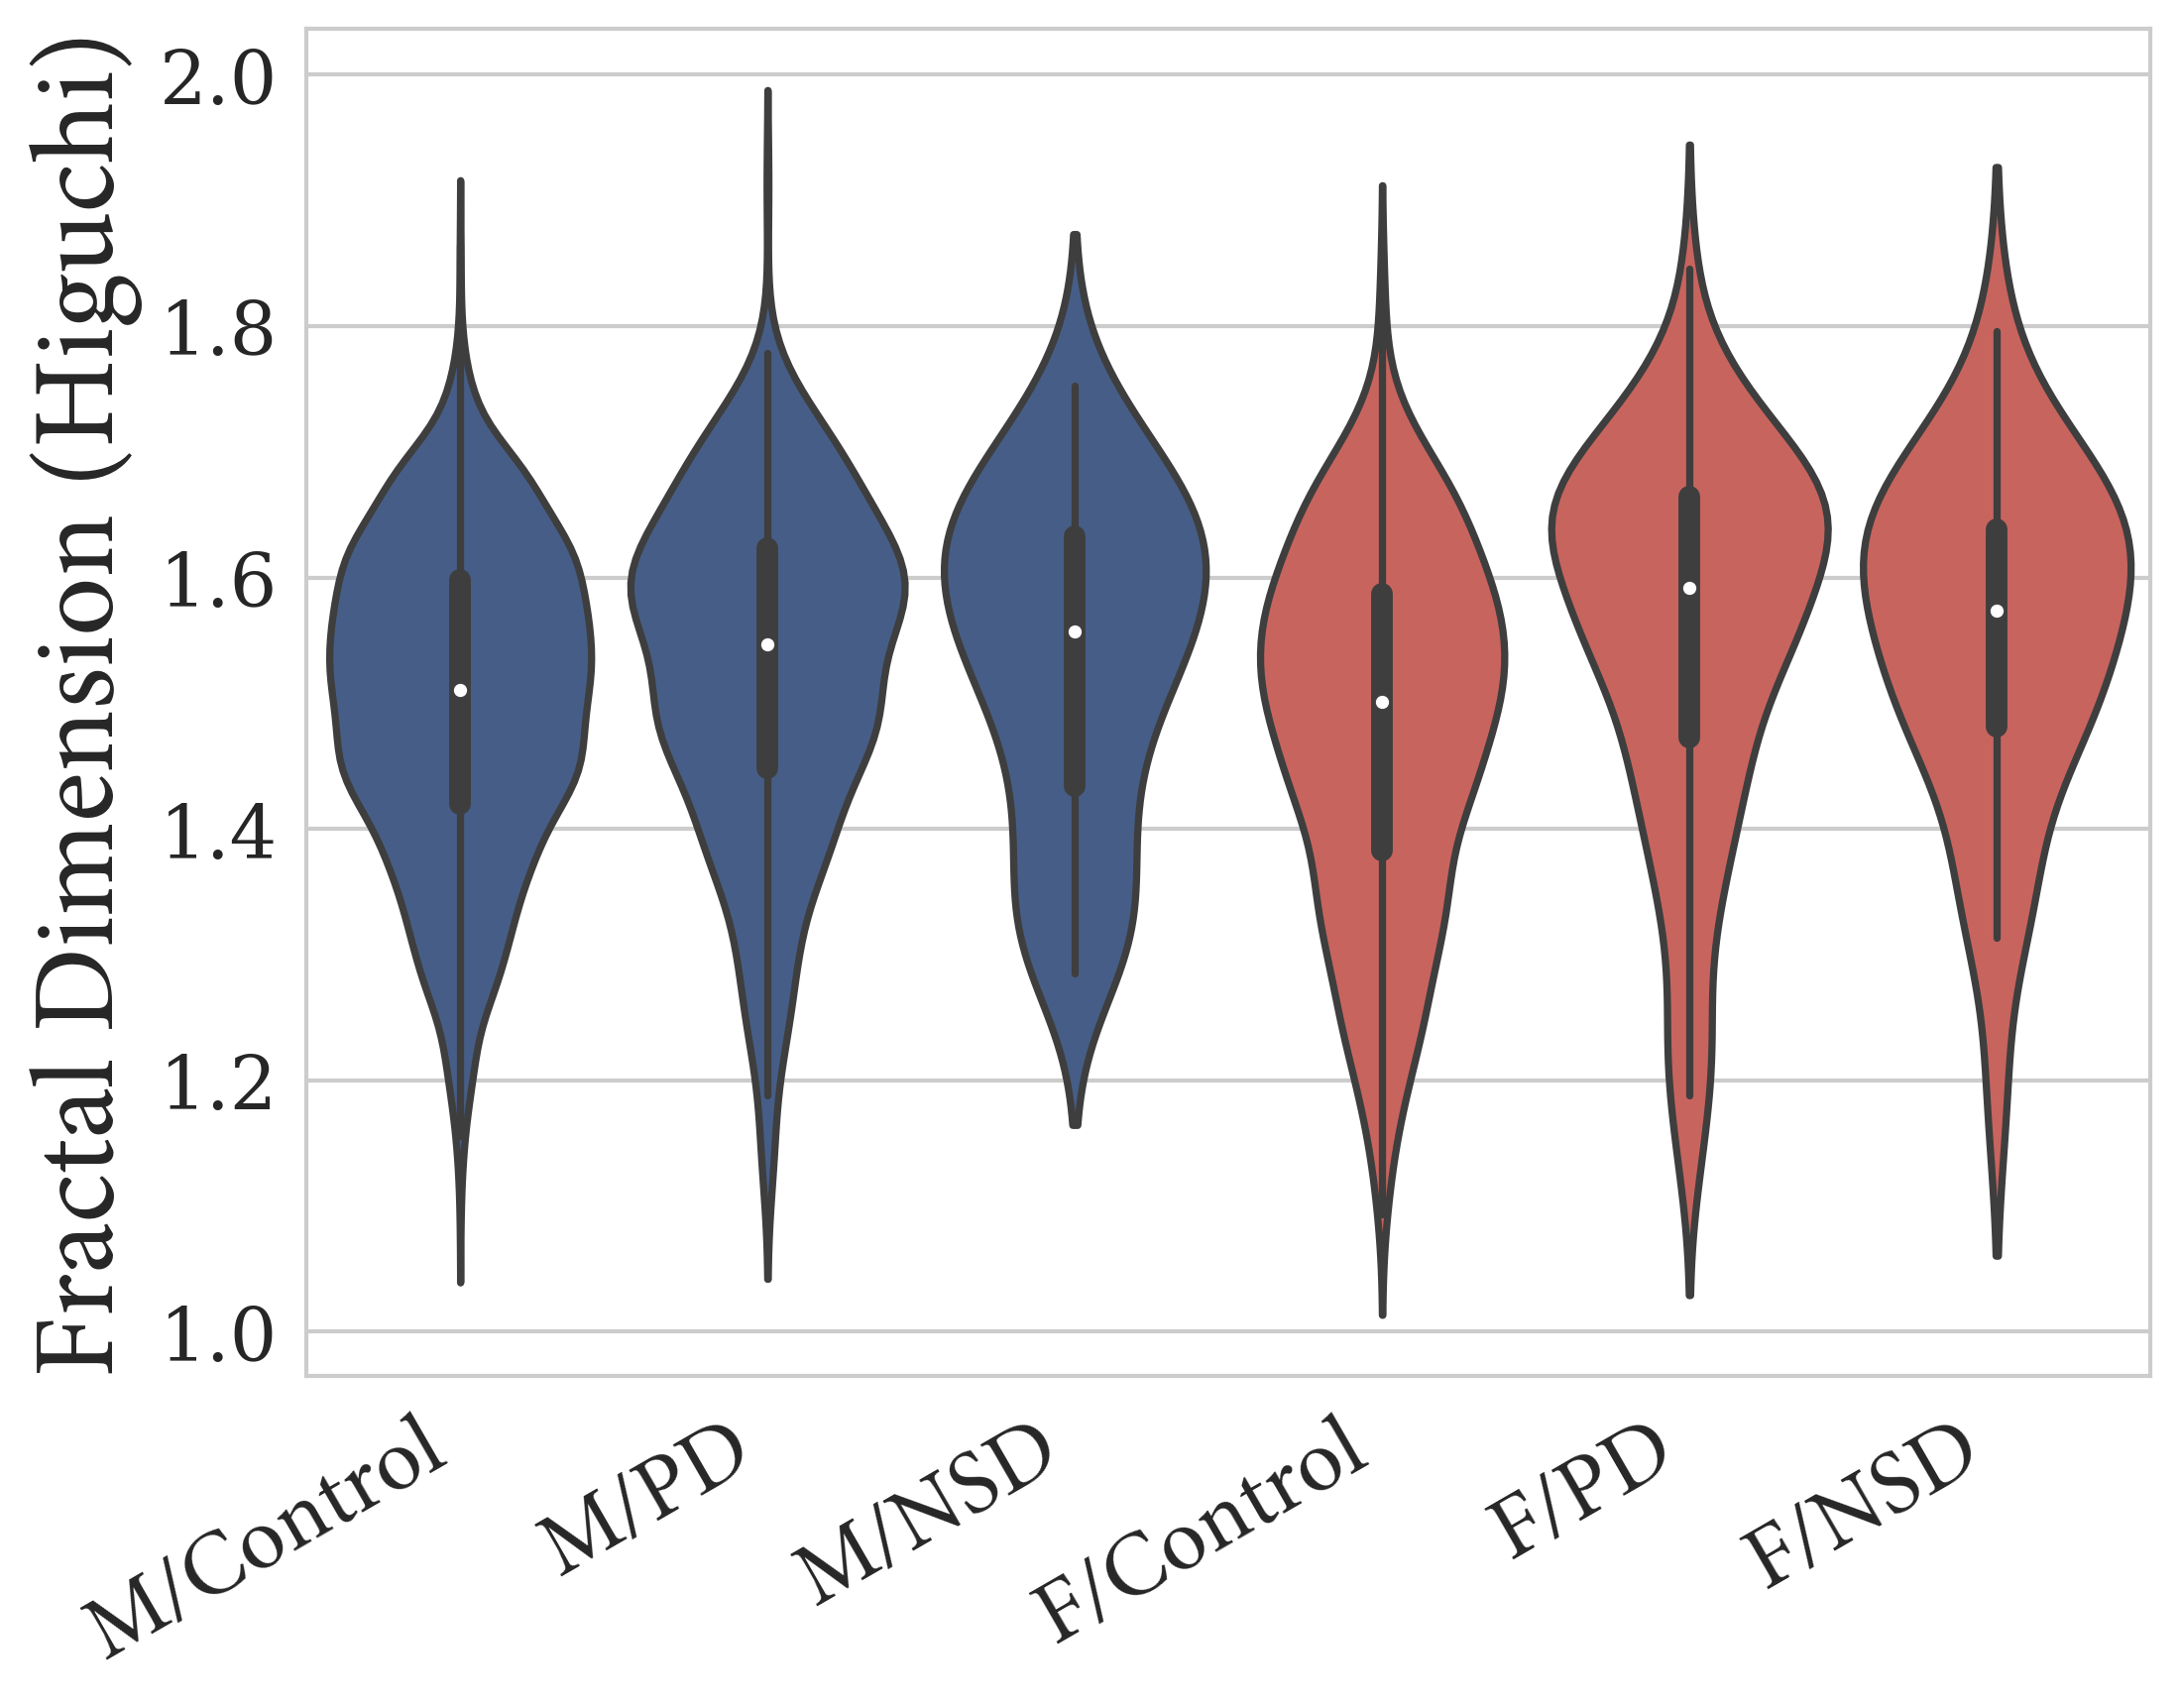 Fractal Dimension (Higuchi)
2.0
1.8
1.6
1.4
1.2
1.0
M/Control
M/PD
M/NSD
F/Control
F/PD
F/NSD